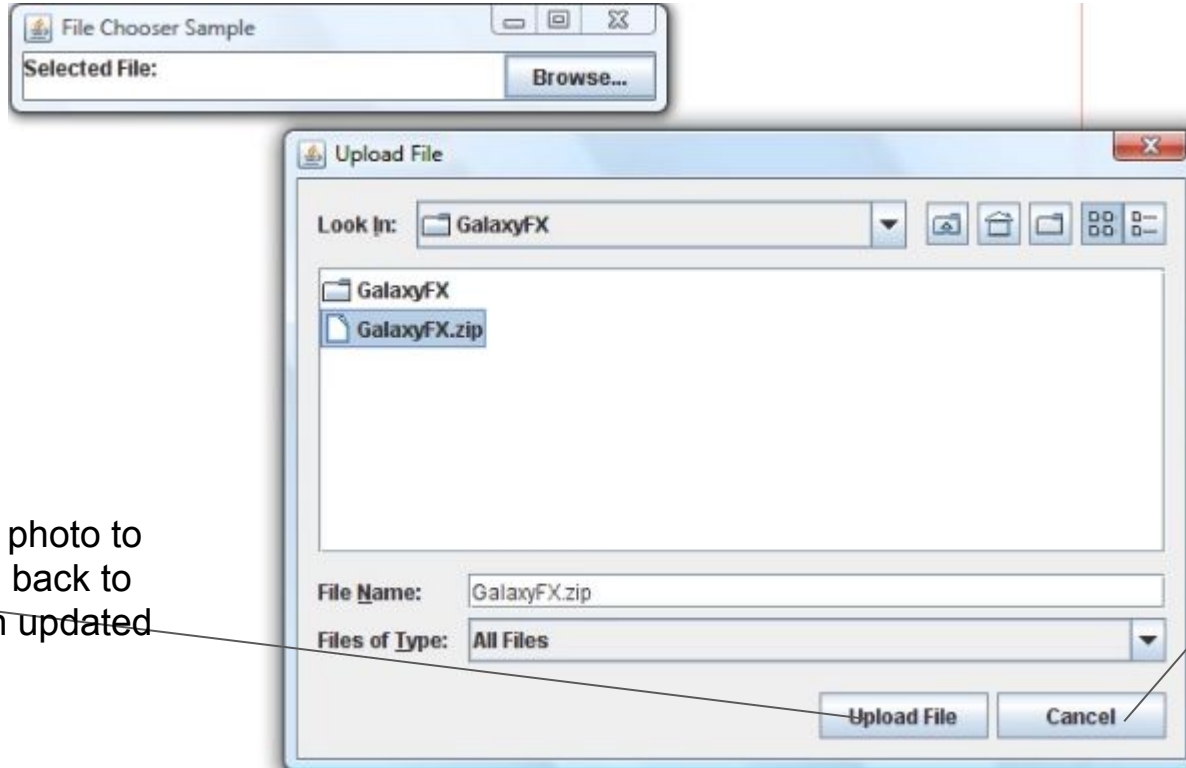 File Chooser Sample
Selected File:
Browse...
Upload File
Look In:
GalaxyFX
GalaxyFX
GalaxyFX.zip
photo to
back to
updated
File Name:
GalaxyFX.zip
Files of Type:
All Files
Upload File
Cancel